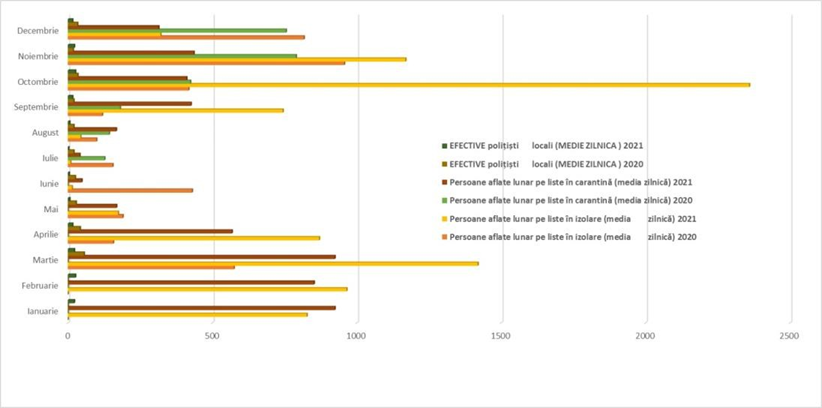 Decembrie
Noiembrie
Octombrie
Septembrie
August
Iulie
Iunie
Mai
Aprilie
Martie
Februarie
Ianuarie
EFECTIVE polițiști locali (MEDIE ZILNICA ) 2021
EFECTIVE polițiști locali (MEDIE ZILNICA ) 2020
Persoane aflate lunar pe liste în carantină (media zilnică) 2021
Persoane aflate lunar pe liste în carantină (media zilnică) 2020
Persoane aflate lunar pe liste în izolare (media zilnică) 2021
Persoane aflate lunar pe liste în izolare (media zilnică) 2020
0 500 1000 1500 2000 2500